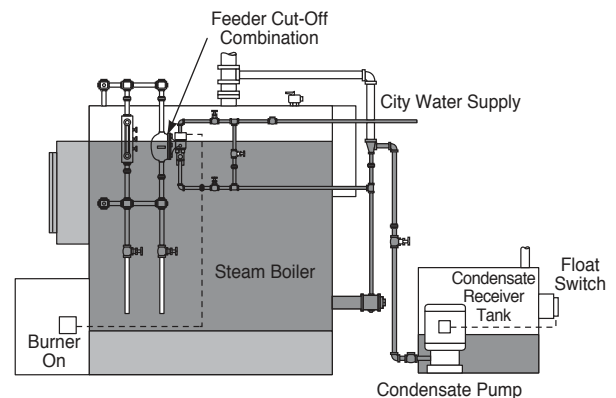 Feeder Cut-Off
Combination
City Water Supply
Steam Boiler
Burner
On
Condensate
Receiver
Tank
Float
Switch
Condensate Pump